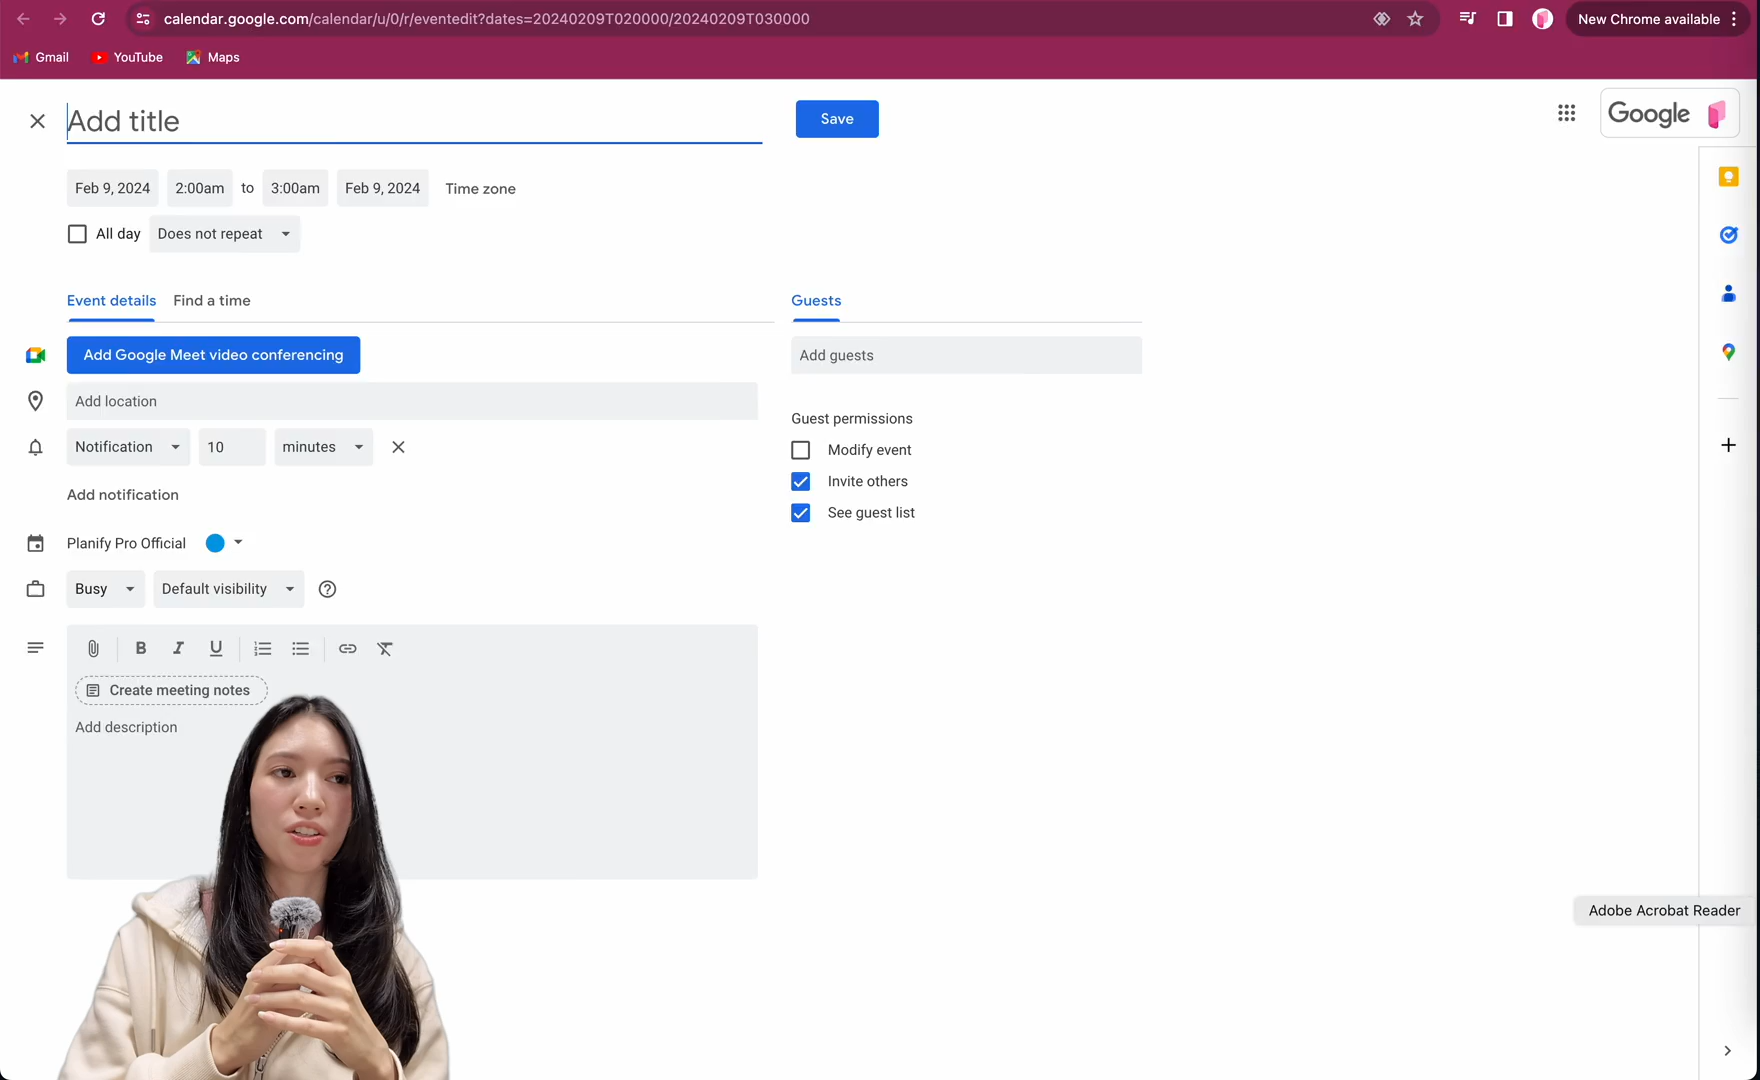 calendar.google.com/calendar/u/0/r/eventedit?dates=20240209T020000/20240209T030000
New Chrome available
Gmail
YouTube
Maps
Add title
Save
Google
Feb 9, 2024
2:00am
to
3:00am
Feb 9, 2024
Time zone
All day
Does not repeat
Event details
Find a time
Guests
Add Google Meet video conferencing
Add guests
Add location
Guest permissions
Notification
10
minutes
Modify event
Invite others
Add notification
See guest list
Planify Pro Official
Busy
Default visibility
B I U
Create meeting notes
Add description
Adobe Acrobat Reader